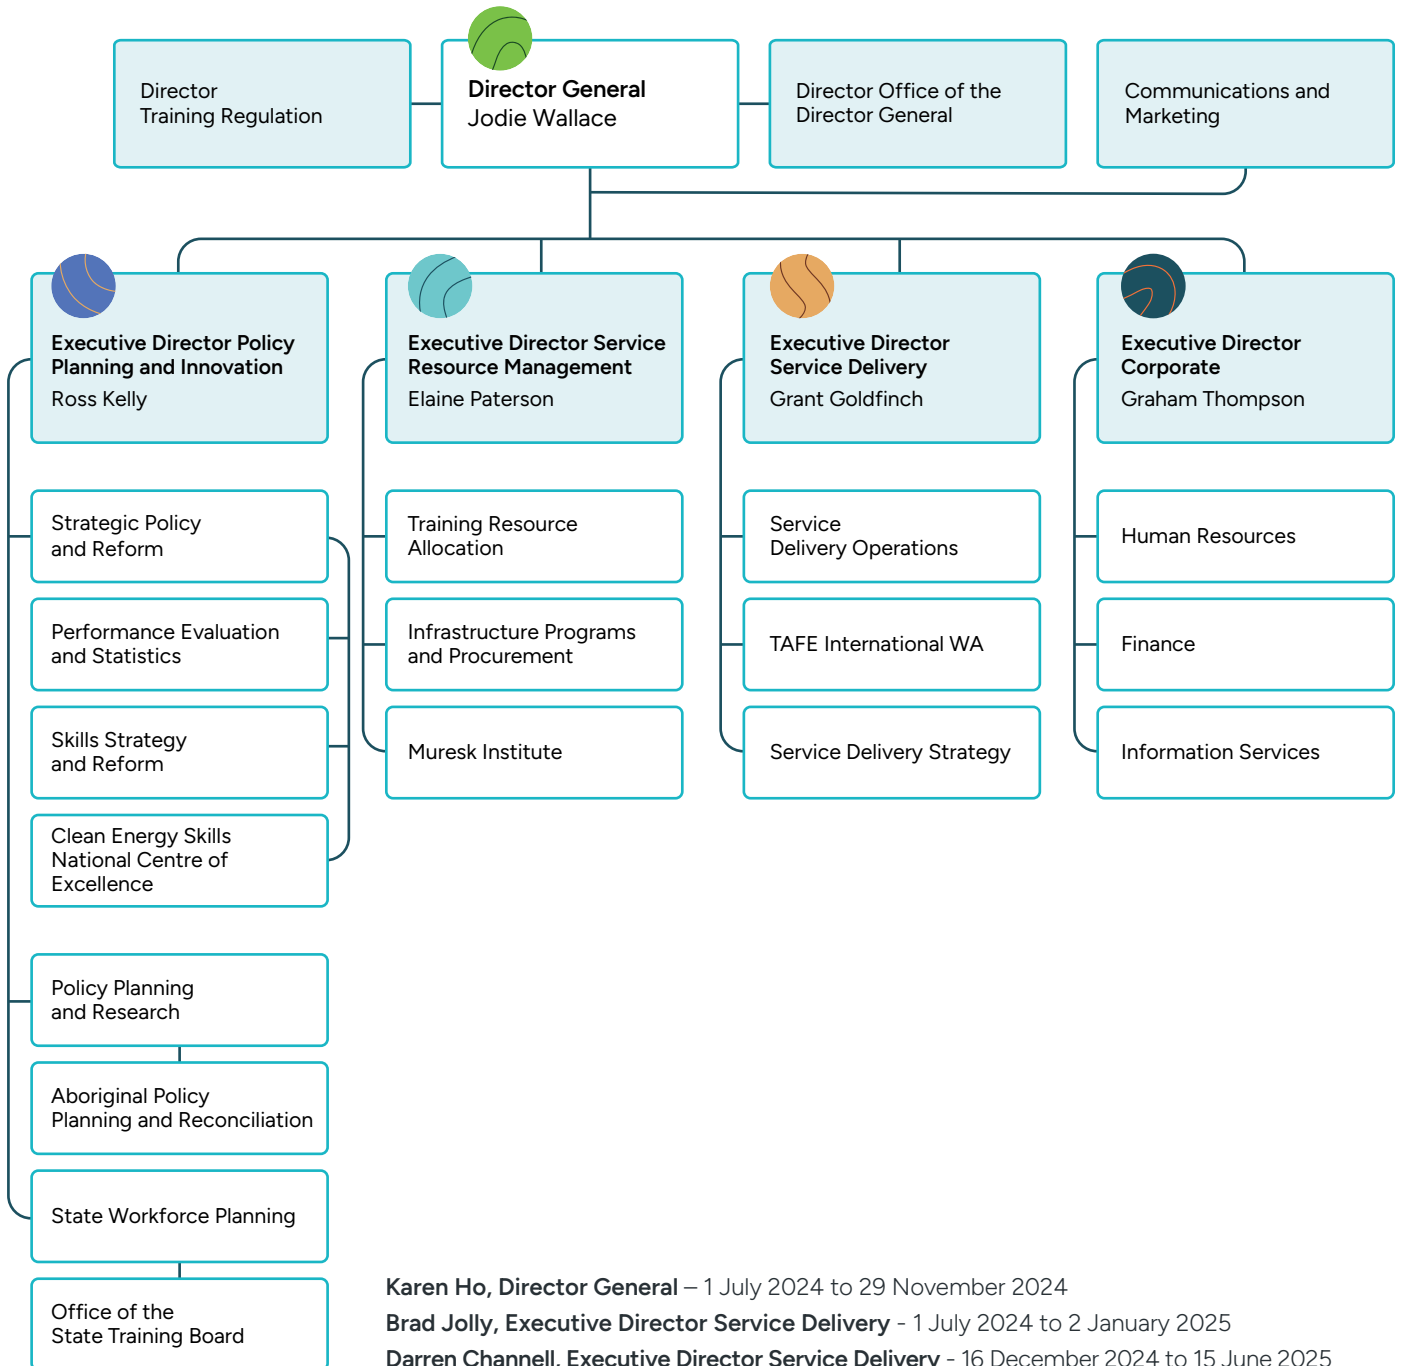 Director
Training Regulation
Director General
Jodie Wallace
Director Office of the
Director General
Communications and
Marketing
Executive Director Policy
Planning and Innovation
Ross Kelly
Executive Director Service
Resource Management
Elaine Paterson
Executive Director
Service Delivery
Grant Goldfinch
Executive Director
Corporate
Graham Thompson
Strategic Policy
and Reform
Performance Evaluation
and Statistics
Skills Strategy
and Reform
Clean Energy Skills
National Centre of
Excellence
Policy Planning
and Research
Aboriginal Policy
Planning and Reconciliation
State Workforce Planning
Office of the
State Training Board
Training Resource
Allocation
Infrastructure Programs
and Procurement
Muresk Institute
Service
Delivery Operations
TAFE International WA
Service Delivery Strategy
Human Resources
Finance
Information Services
Karen Ho, Director General – 1 July 2024 to 29 November 2024
Brad Jolly, Executive Director Service Delivery - 1 July 2024 to 2 January 2025
Darren Channell, Executive Director Service Delivery - 16 December 2024 to 15 June 2025